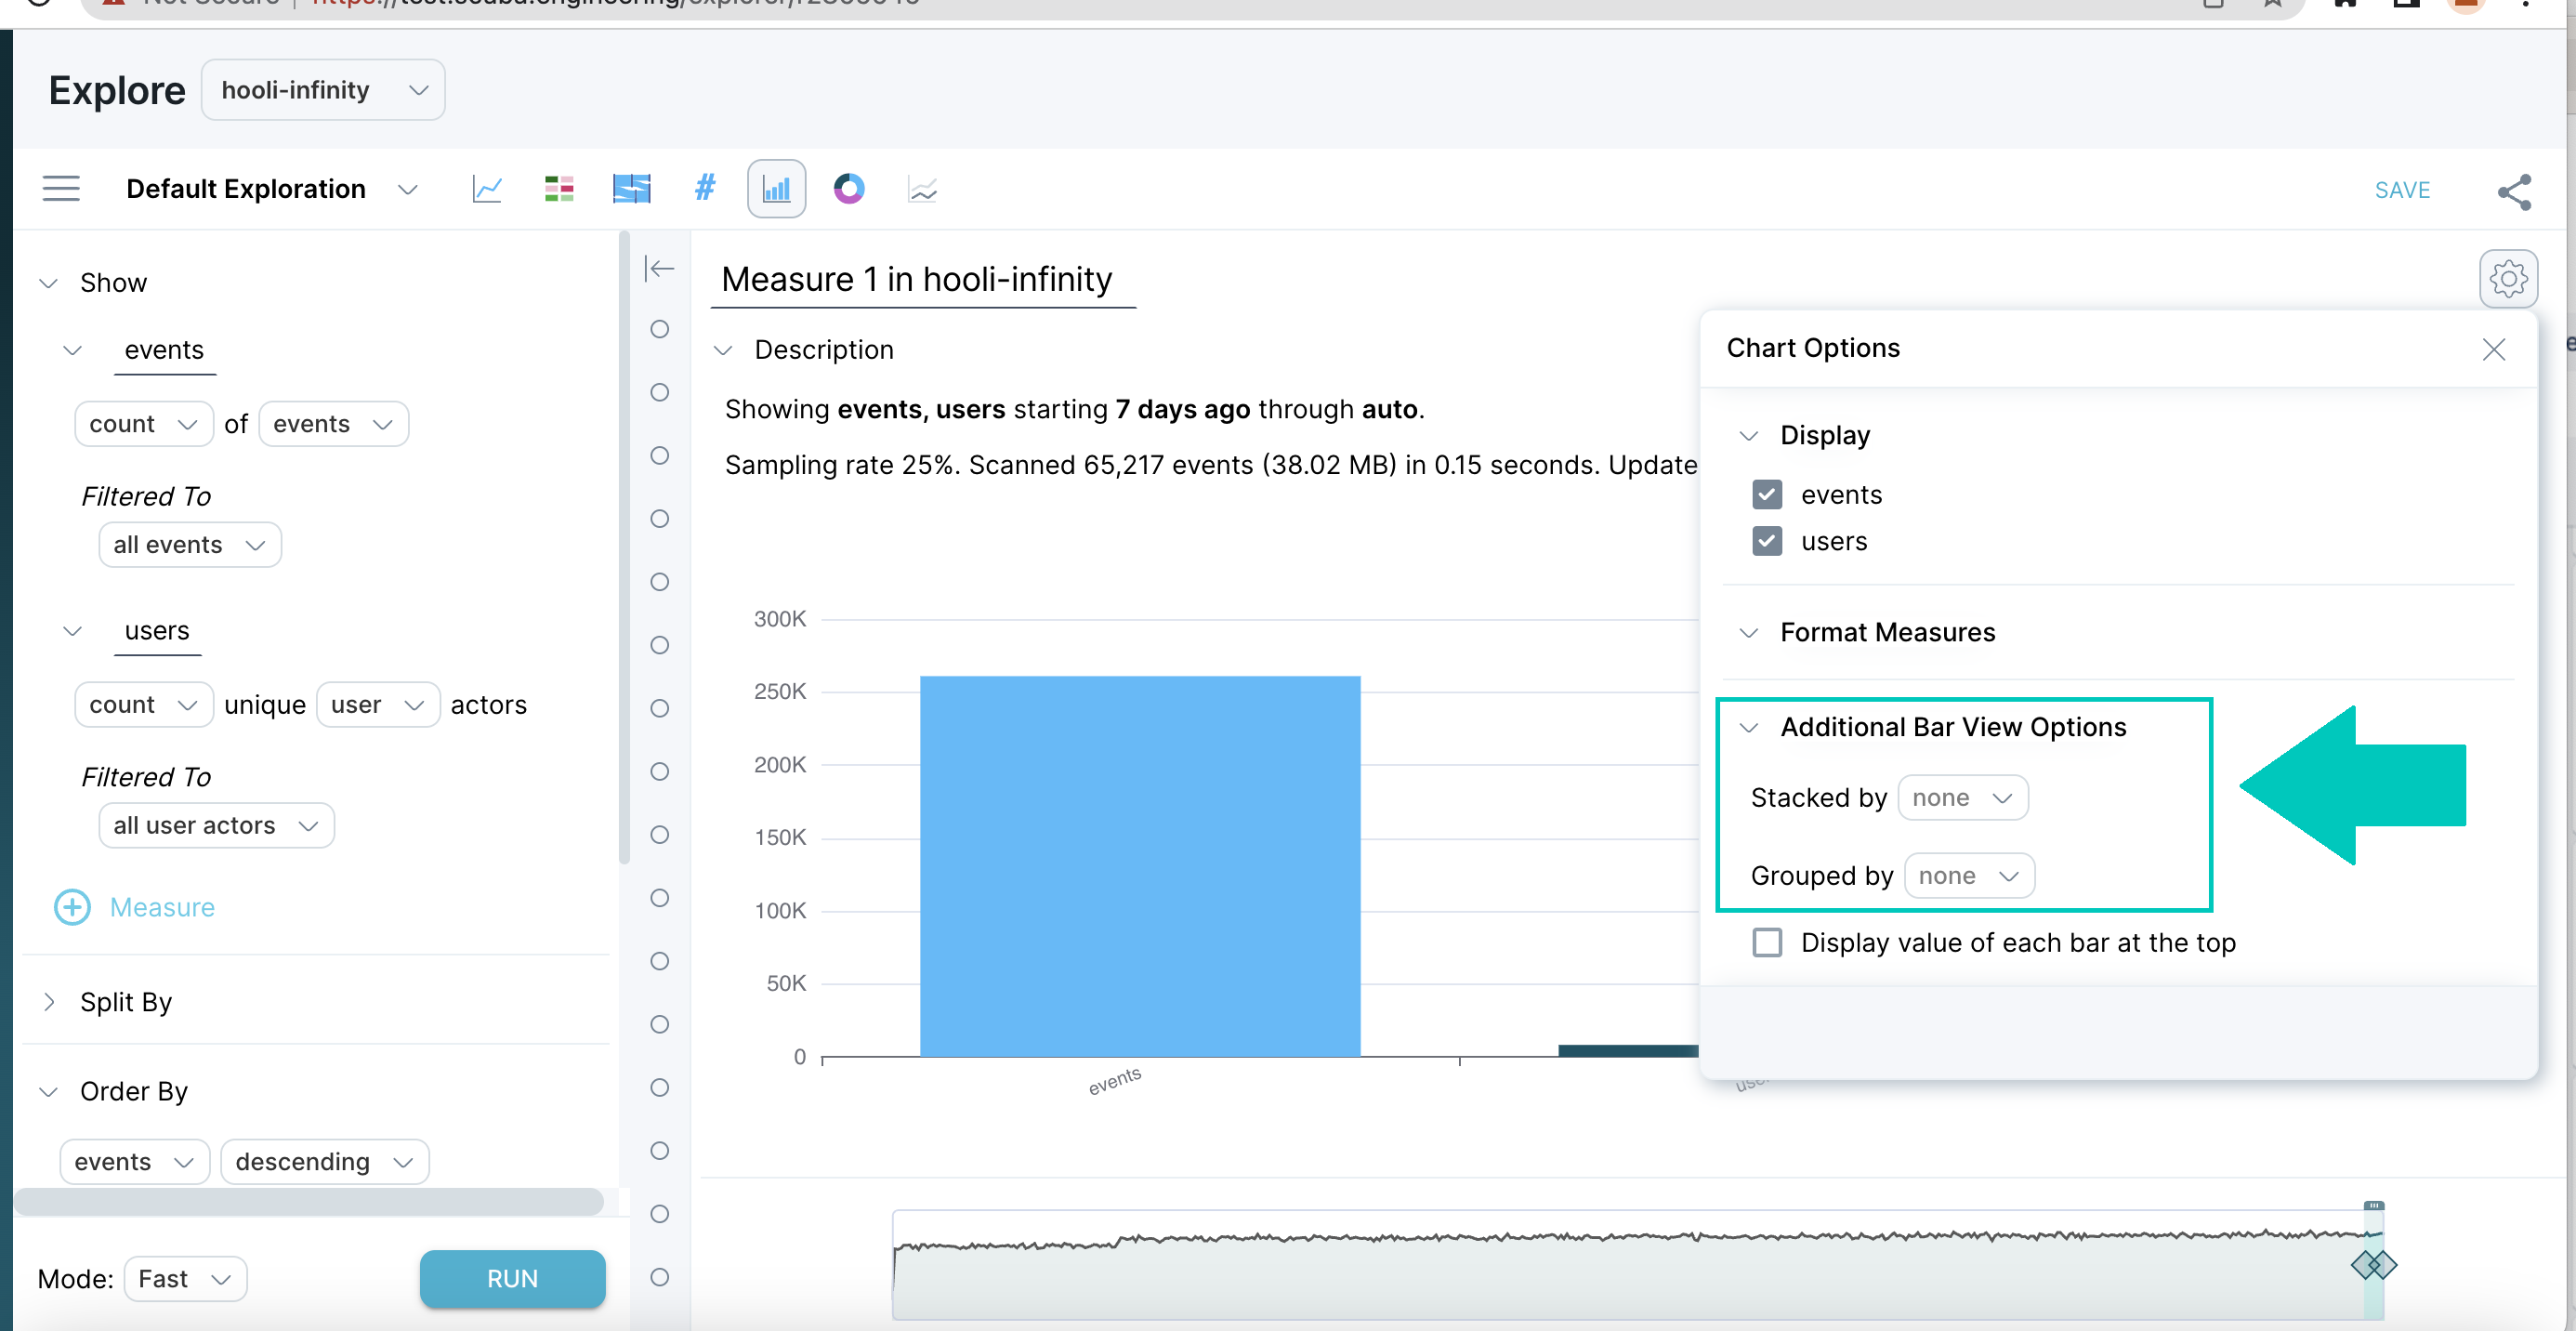 Explore hooli-infinity
Default Exploration # SAVE
Show
events
count of events
Filtered To
all events
users
count unique user actors
Filtered To
all user actors
Measure
Split By
Order By
events descending
Mode: Fast RUN
Measure 1 in hooli-infinity
Description
Showing events, users starting 7 days ago through auto.
Sampling rate 25%. Scanned 65,217 events (38.02 MB) in 0.15 seconds. Update
300K
250K
200K
150K
100K
50K
0
events
Chart Options
Display
events
users
Format Measures
Additional Bar View Options
Stacked by none
Grouped by none
Display value of each bar at the top